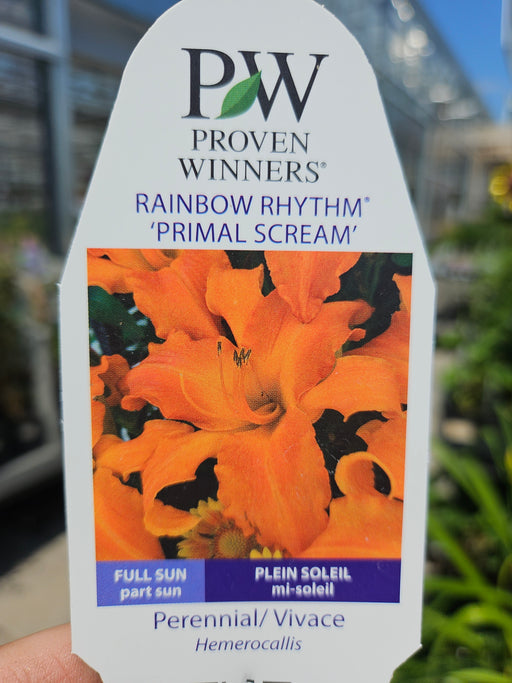 PW
PROVEN
WINNERS®
RAINBOW RHYTHM®
'PRIMAL SCREAM'
FULL SUN
part sun
PLEIN SOLEIL
mi-soleil
Perennial/ Vivace
Hemerocallis